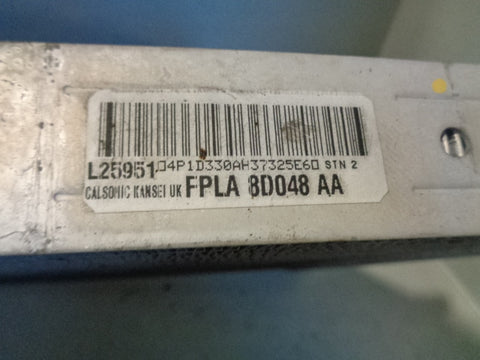 L25951 04P1D330AH37325E60 STN 2
CALSONIC KANSEI UK FPLA 8D048 AA